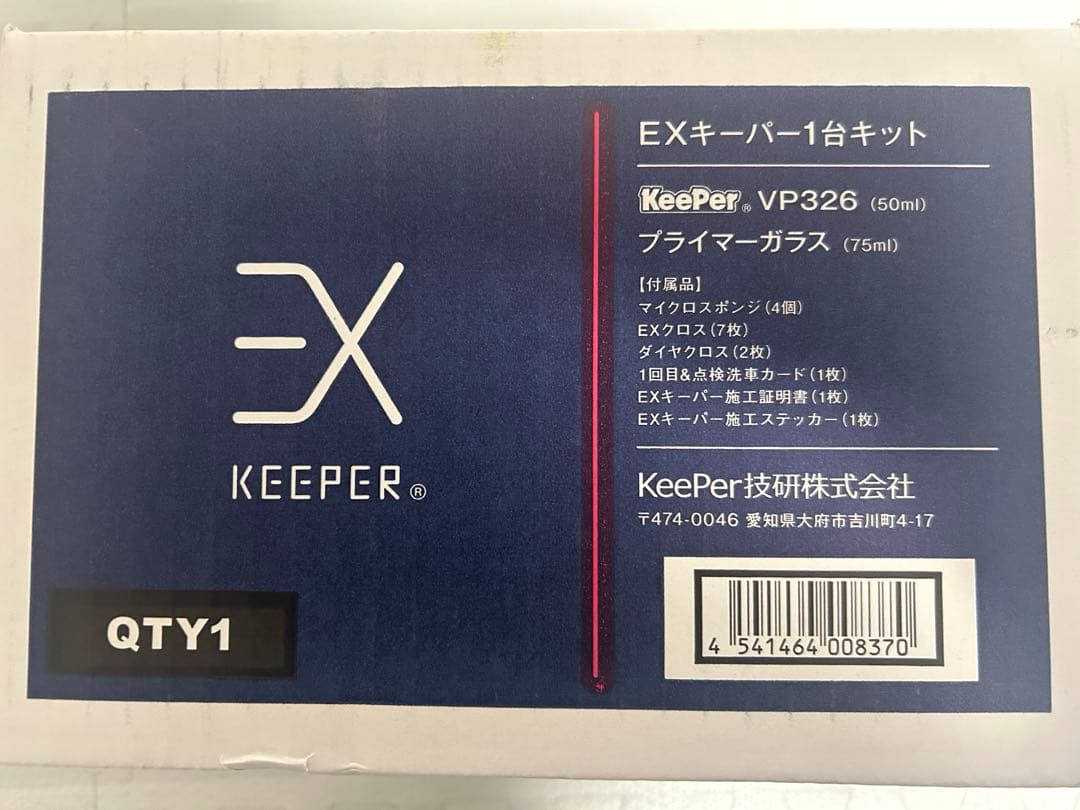 EX
KEEPER®
QTY1
EXキーパー1台キット
KeePer® VP326 (50ml)
プライマーガラス (75ml)
【付属品】
マイクロスポンジ(4個)
EXクロス(7枚)
ダイヤクロス(2枚)
1回目&点検洗車カード(1枚)
EXキーパー施工証明書(1枚)
EXキーパー施工ステッカー(1枚)
KeePer技研株式会社
〒474-0046 愛知県大府市吉川町4-17
4 541464 008370